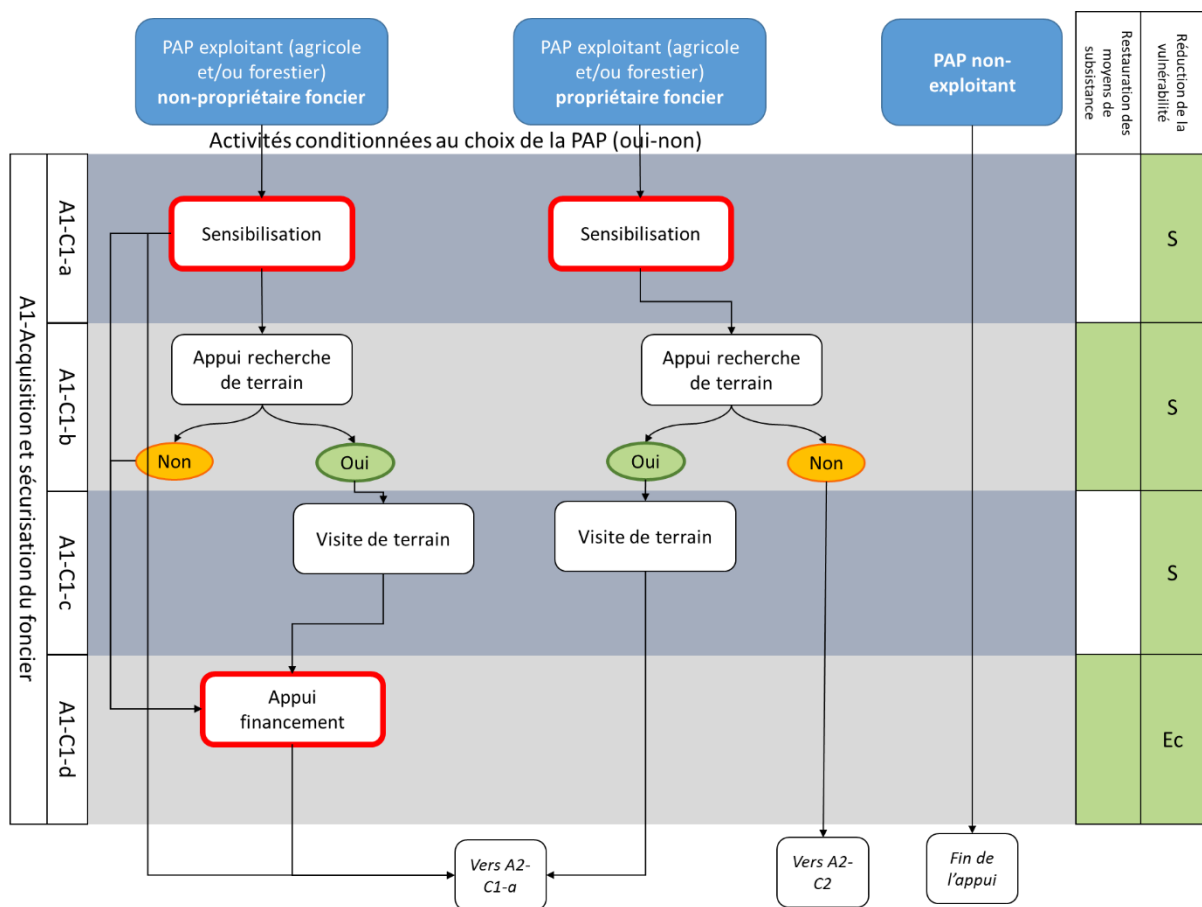 PAP exploitant (agricole
et/ou forestier)
non-propriétaire foncier
PAP exploitant (agricole
et/ou forestier)
propriétaire foncier
PAP non-
exploitant
Restauration des
moyens de
subsistance
Réduction de la
vulnérabilité
Activités conditionnées au choix de la PAP (oui-non)
A1-Acquisition et sécurisation du foncier
A1-C1-a
Sensibilisation
Sensibilisation
S
A1-C1-b
Appui recherche
de terrain
Appui recherche
de terrain
S
Non
Oui
Oui
Non
A1-C1-c
Visite de terrain
Visite de terrain
S
A1-C1-d
Appui
financement
Ec
Vers A2-
C1-a
Vers A2-
C2
Fin de
l'appui